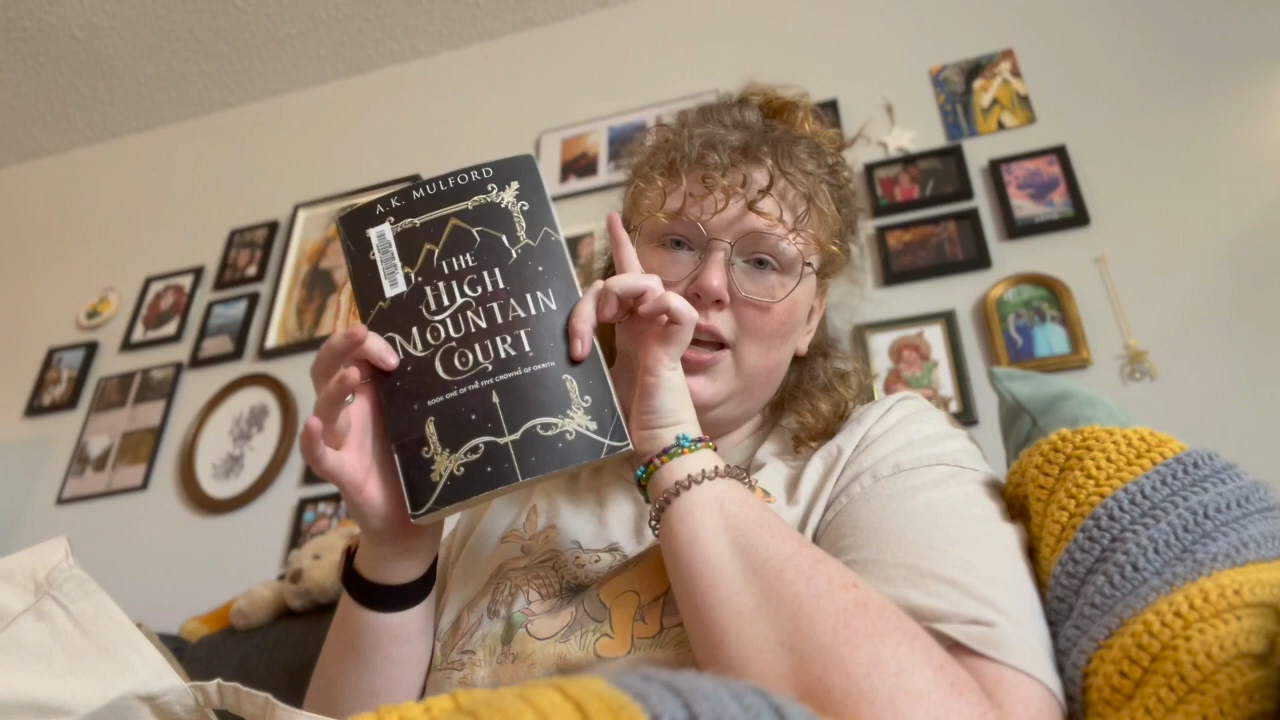 A.K. MULFORD
THE
HIGH
MOUNTAIN
COURT
BOOK ONE OF THE FIVE CROWNS OF OKRITH